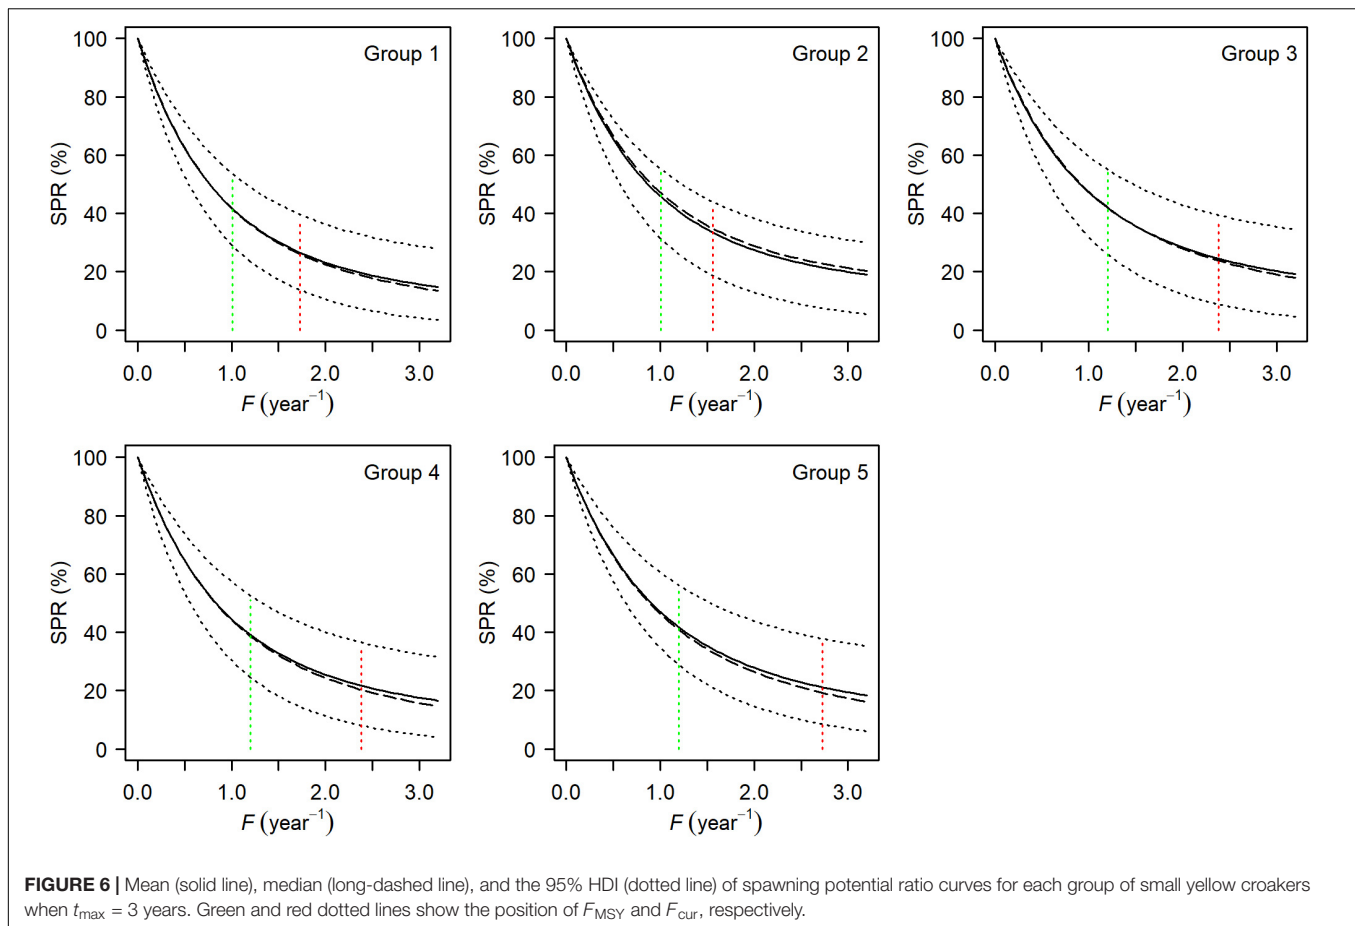 Group 1
100
80
60
40
20
0
SPR (%)
0.0 1.0 2.0 3.0
F (year⁻¹)
Group 2
100
80
60
40
20
0
SPR (%)
0.0 1.0 2.0 3.0
F (year⁻¹)
Group 3
100
80
60
40
20
0
SPR (%)
0.0 1.0 2.0 3.0
F (year⁻¹)
Group 4
100
80
60
40
20
0
SPR (%)
0.0 1.0 2.0 3.0
F (year⁻¹)
Group 5
100
80
60
40
20
0
SPR (%)
0.0 1.0 2.0 3.0
F (year⁻¹)
FIGURE 6 | Mean (solid line), median (long-dashed line), and the 95% HDI (dotted line) of spawning potential ratio curves for each group of small yellow croakers
when tmax = 3 years. Green and red dotted lines show the position of FMSY and Fcur, respectively.